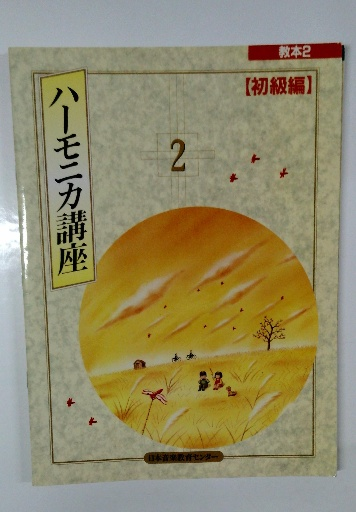 教本2
【初級編】
ハーモニカ講座
2
日本音楽教育センター